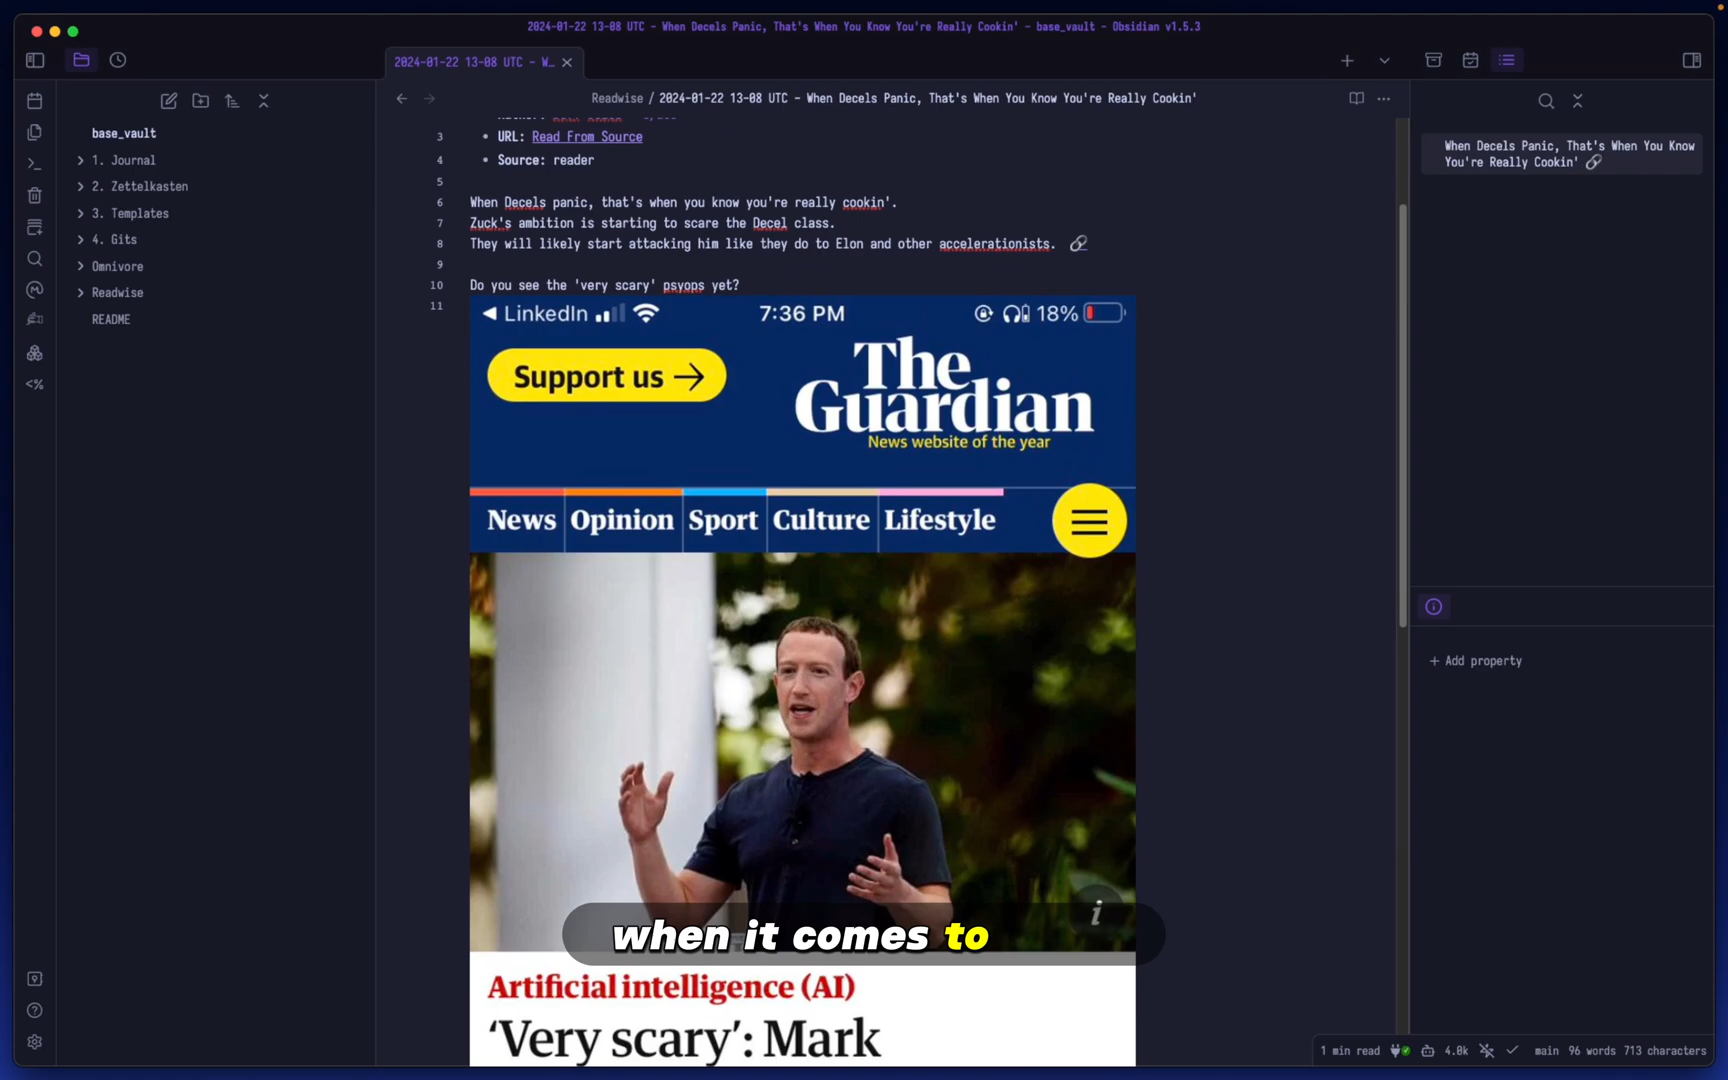 2024-01-22 13-08 UTC - When Decels Panic, That's When You Know You're Really Cookin' - base_vault - Obsidian v1.5.3
2024-01-22 13-08 UTC - W…
Readwise / 2024-01-22 13-08 UTC - When Decels Panic, That's When You Know You're Really Cookin'
base_vault
1. Journal
2. Zettelkasten
3. Templates
4. Gits
Omnivore
Readwise
README
3 • URL: Read From Source
4 • Source: reader
5
6 When Decels panic, that's when you know you're really cookin'.
7 Zuck's ambition is starting to scare the Decel class.
8 They will likely start attacking him like they do to Elon and other accelerationists.
9
10 Do you see the 'very scary' psyops yet?
11
LinkedIn 7:36 PM 18%
Support us →
The
Guardian
News website of the year
News Opinion Sport Culture Lifestyle
i
when it comes to
Artificial intelligence (AI)
‘Very scary’: Mark
When Decels Panic, That's When You Know
You're Really Cookin'
+ Add property
1 min read 4.0k main 96 words 713 characters